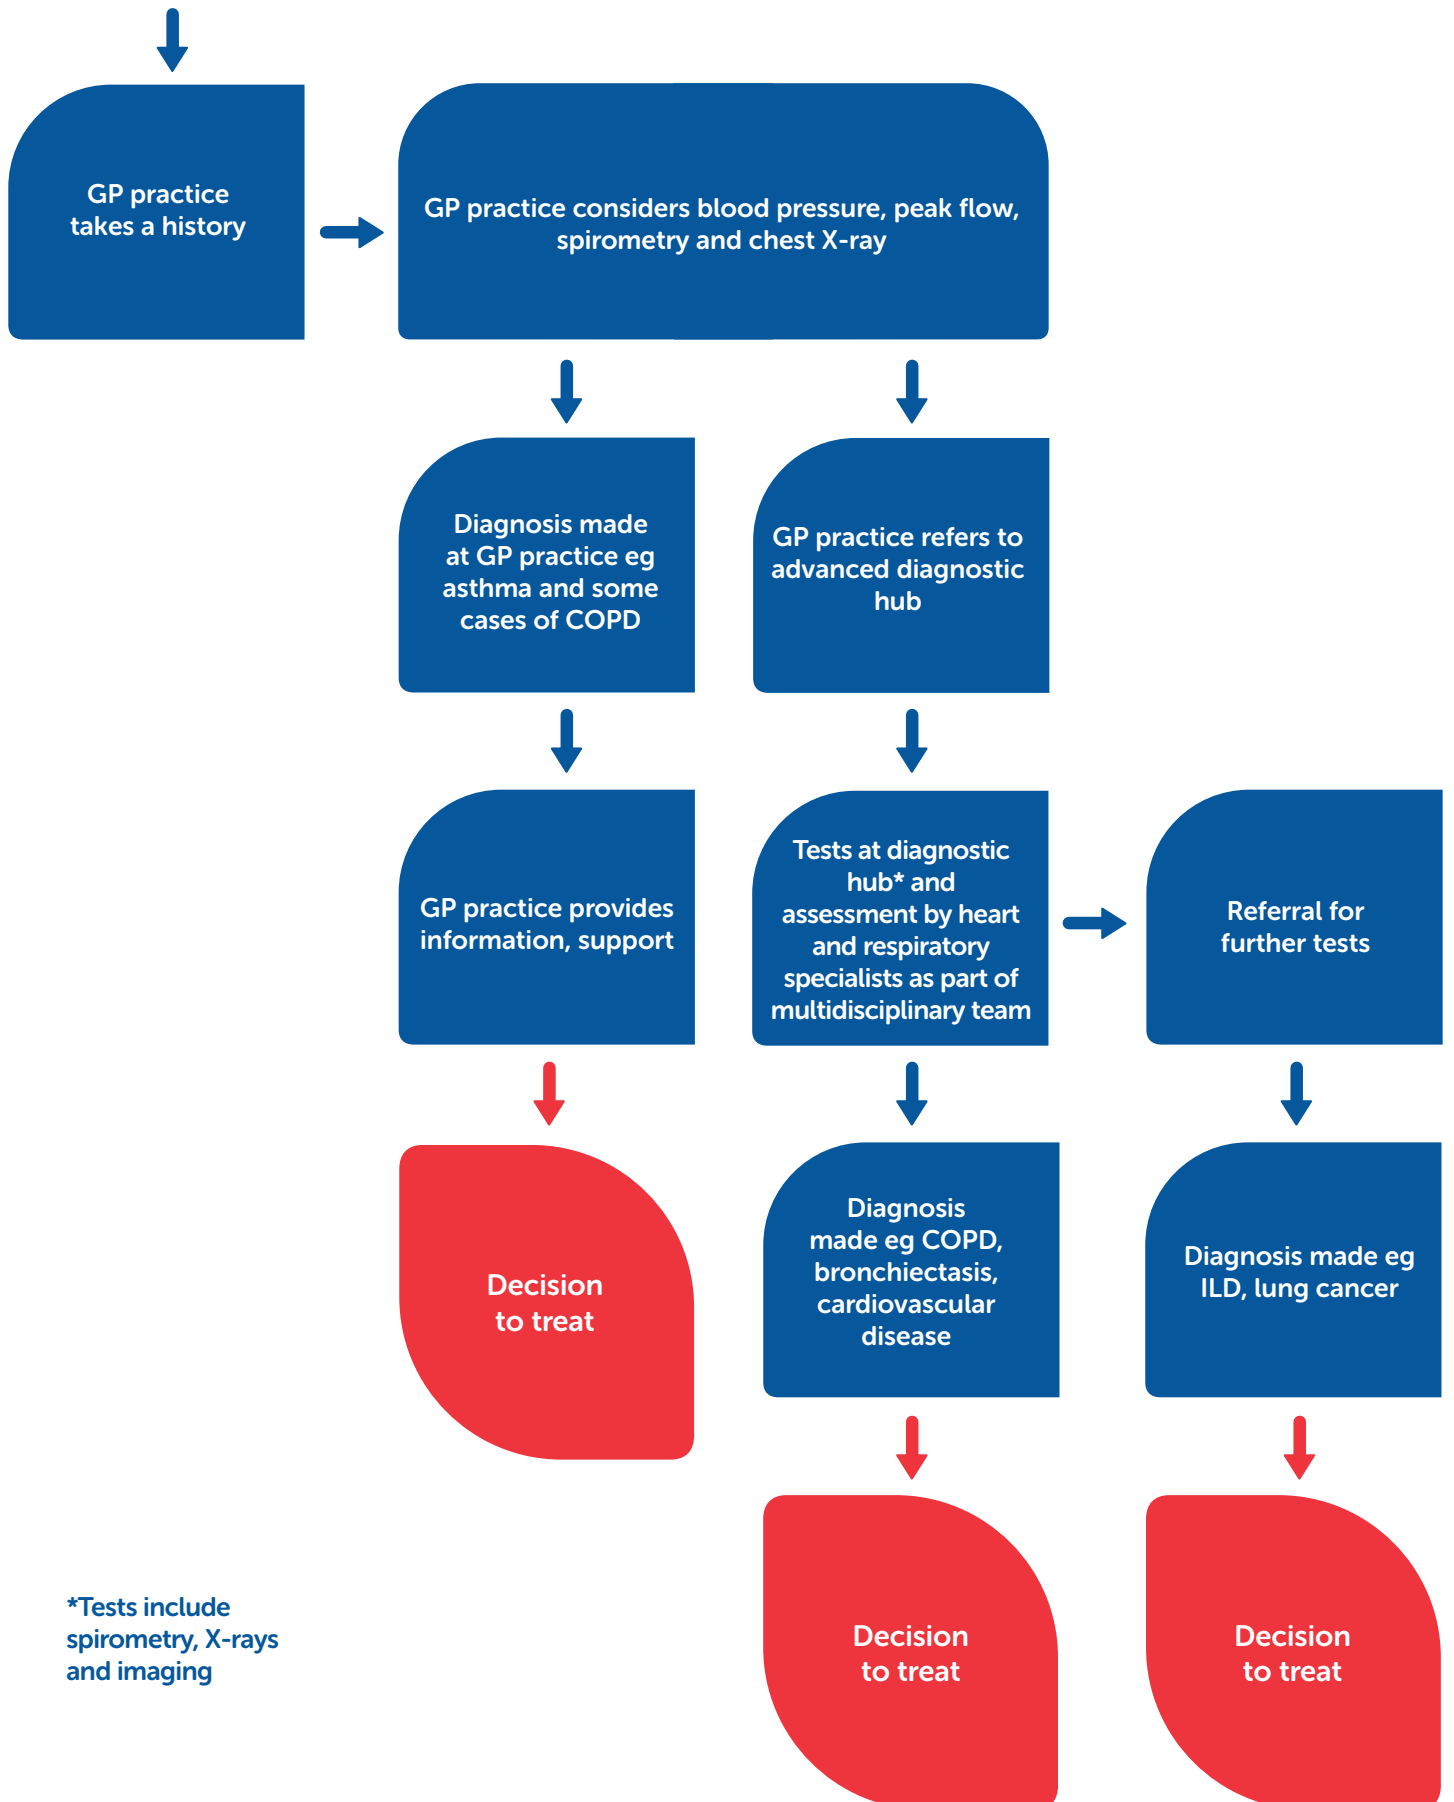 GP practice
takes a history
GP practice considers blood pressure, peak flow,
spirometry and chest X-ray
Diagnosis made
at GP practice eg
asthma and some
cases of COPD
GP practice refers to
advanced diagnostic
hub
GP practice provides
information, support
Tests at diagnostic
hub* and
assessment by heart
and respiratory
specialists as part of
multidisciplinary team
Referral for
further tests
Decision
to treat
Diagnosis
made eg COPD,
bronchiectasis,
cardiovascular
disease
Diagnosis made eg
ILD, lung cancer
Decision
to treat
Decision
to treat
*Tests include
spirometry, X-rays
and imaging